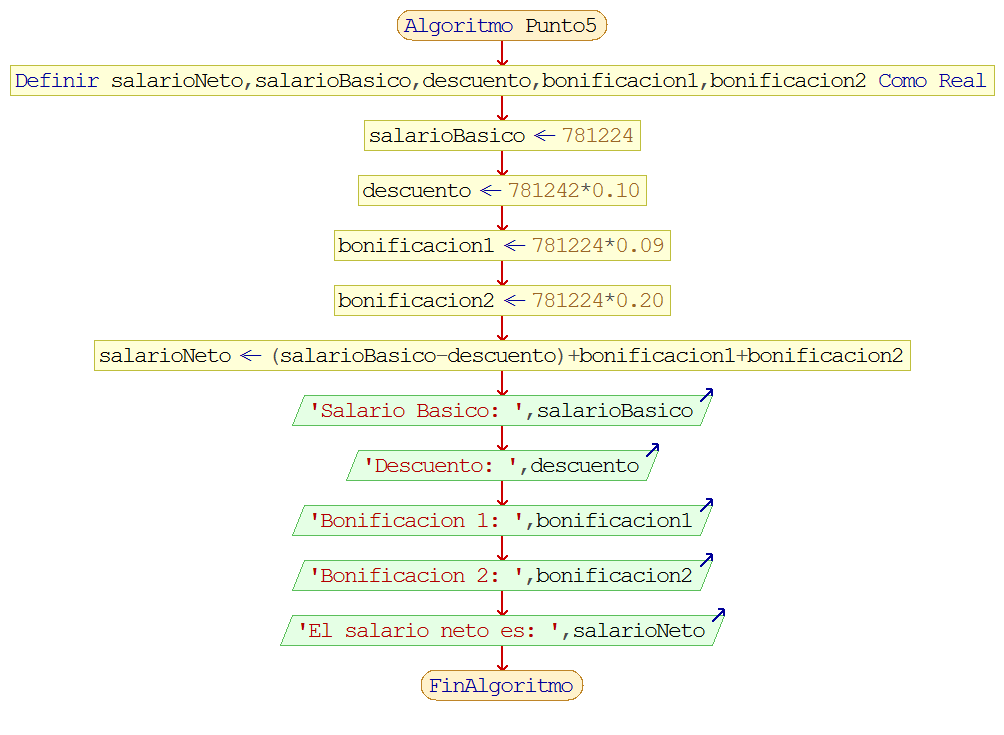 Algoritmo Punto5
Definir salarioNeto,salarioBasico,descuento,bonificacion1,bonificacion2 Como Real
salarioBasico ← 781224
descuento ← 781242*0.10
bonificacion1 ← 781224*0.09
bonificacion2 ← 781224*0.20
salarioNeto ← (salarioBasico-descuento)+bonificacion1+bonificacion2
'Salario Basico: ',salarioBasico
'Descuento: ',descuento
'Bonificacion 1: ',bonificacion1
'Bonificacion 2: ',bonificacion2
'El salario neto es: ',salarioNeto
FinAlgoritmo